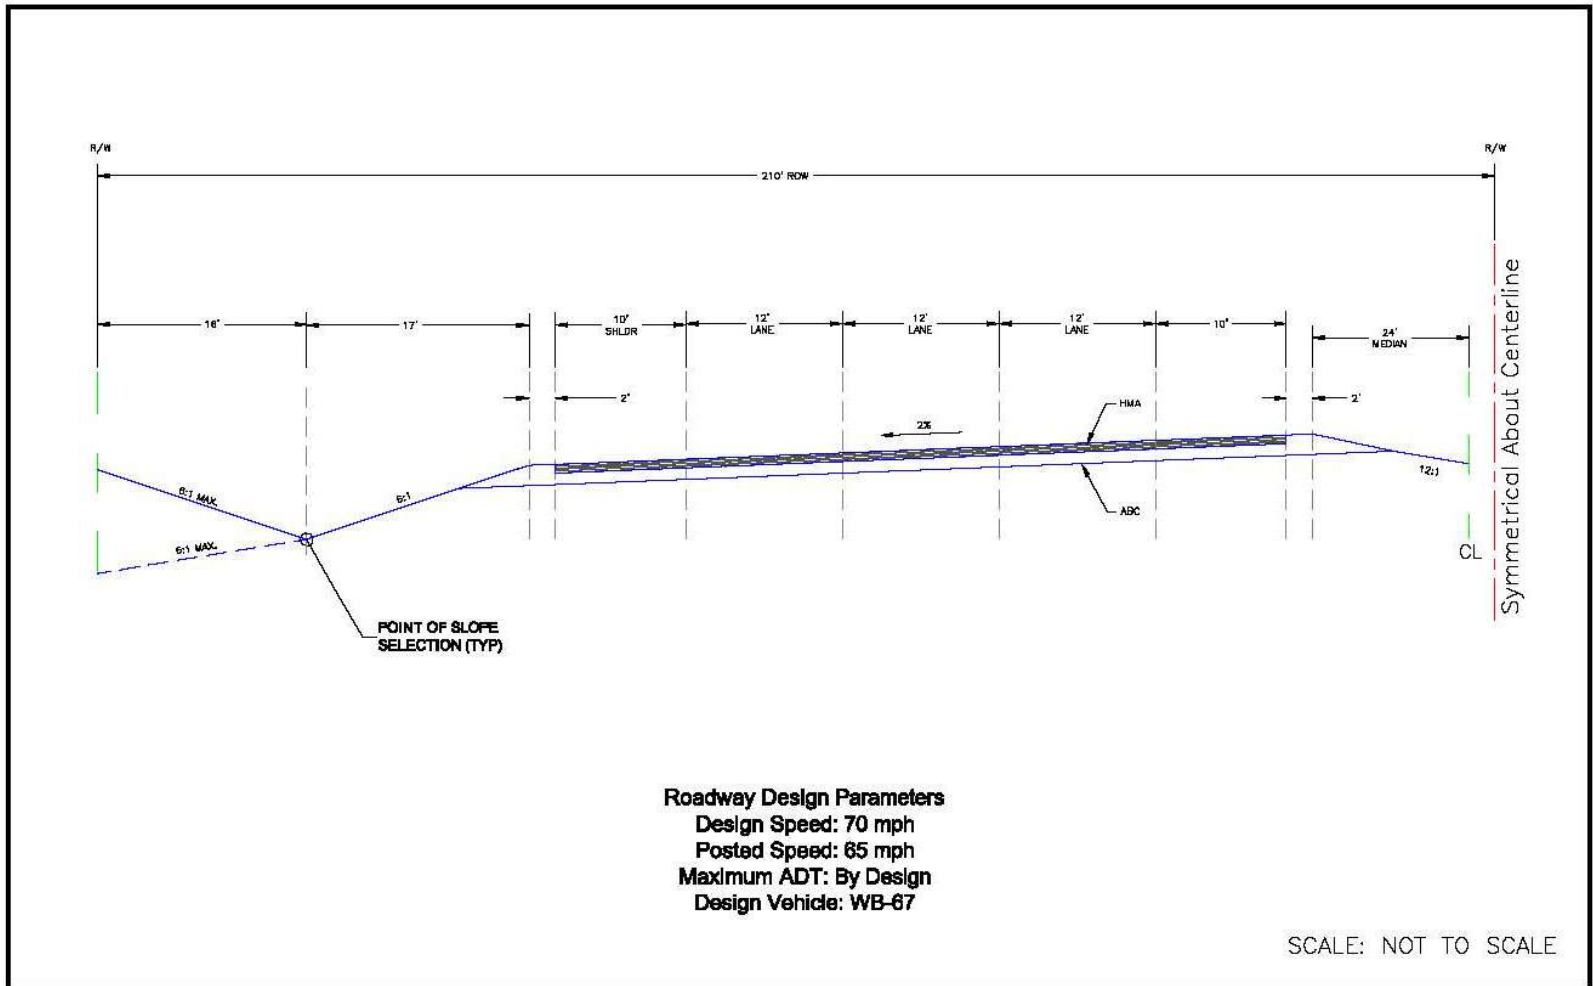 R/W
R/W
210' ROW
16'
17'
10'
SHLDR
12'
LANE
12'
LANE
12'
LANE
10'
24'
MEDIAN
2'
2'
HMA
2%
6:1 MAX.
6:1
6:1 MAX.
12:1
ABC
CL
Symmetrical About Centerline
POINT OF SLOPE
SELECTION (TYP)
Roadway Design Parameters
Design Speed: 70 mph
Posted Speed: 65 mph
Maximum ADT: By Design
Design Vehicle: WB-67
SCALE: NOT TO SCALE